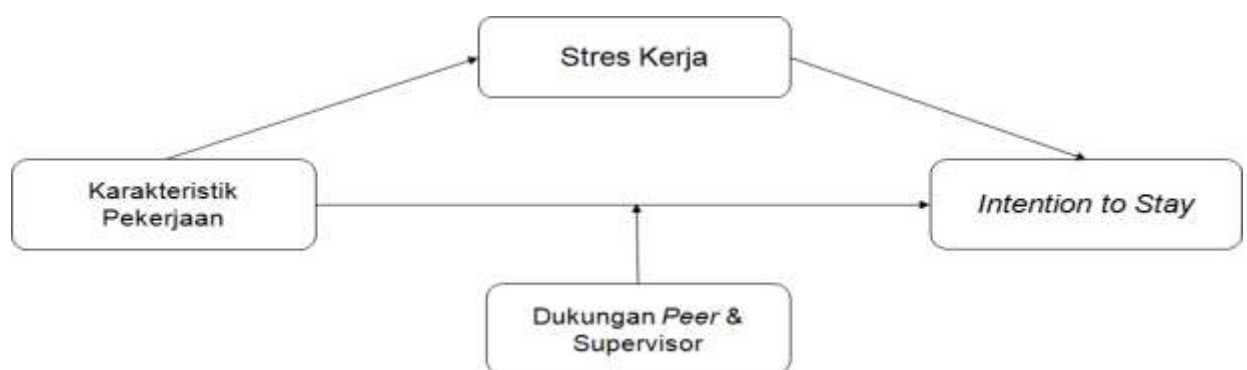 Stres Kerja
Karakteristik
Pekerjaan
Intention to Stay
Dukungan Peer &
Supervisor